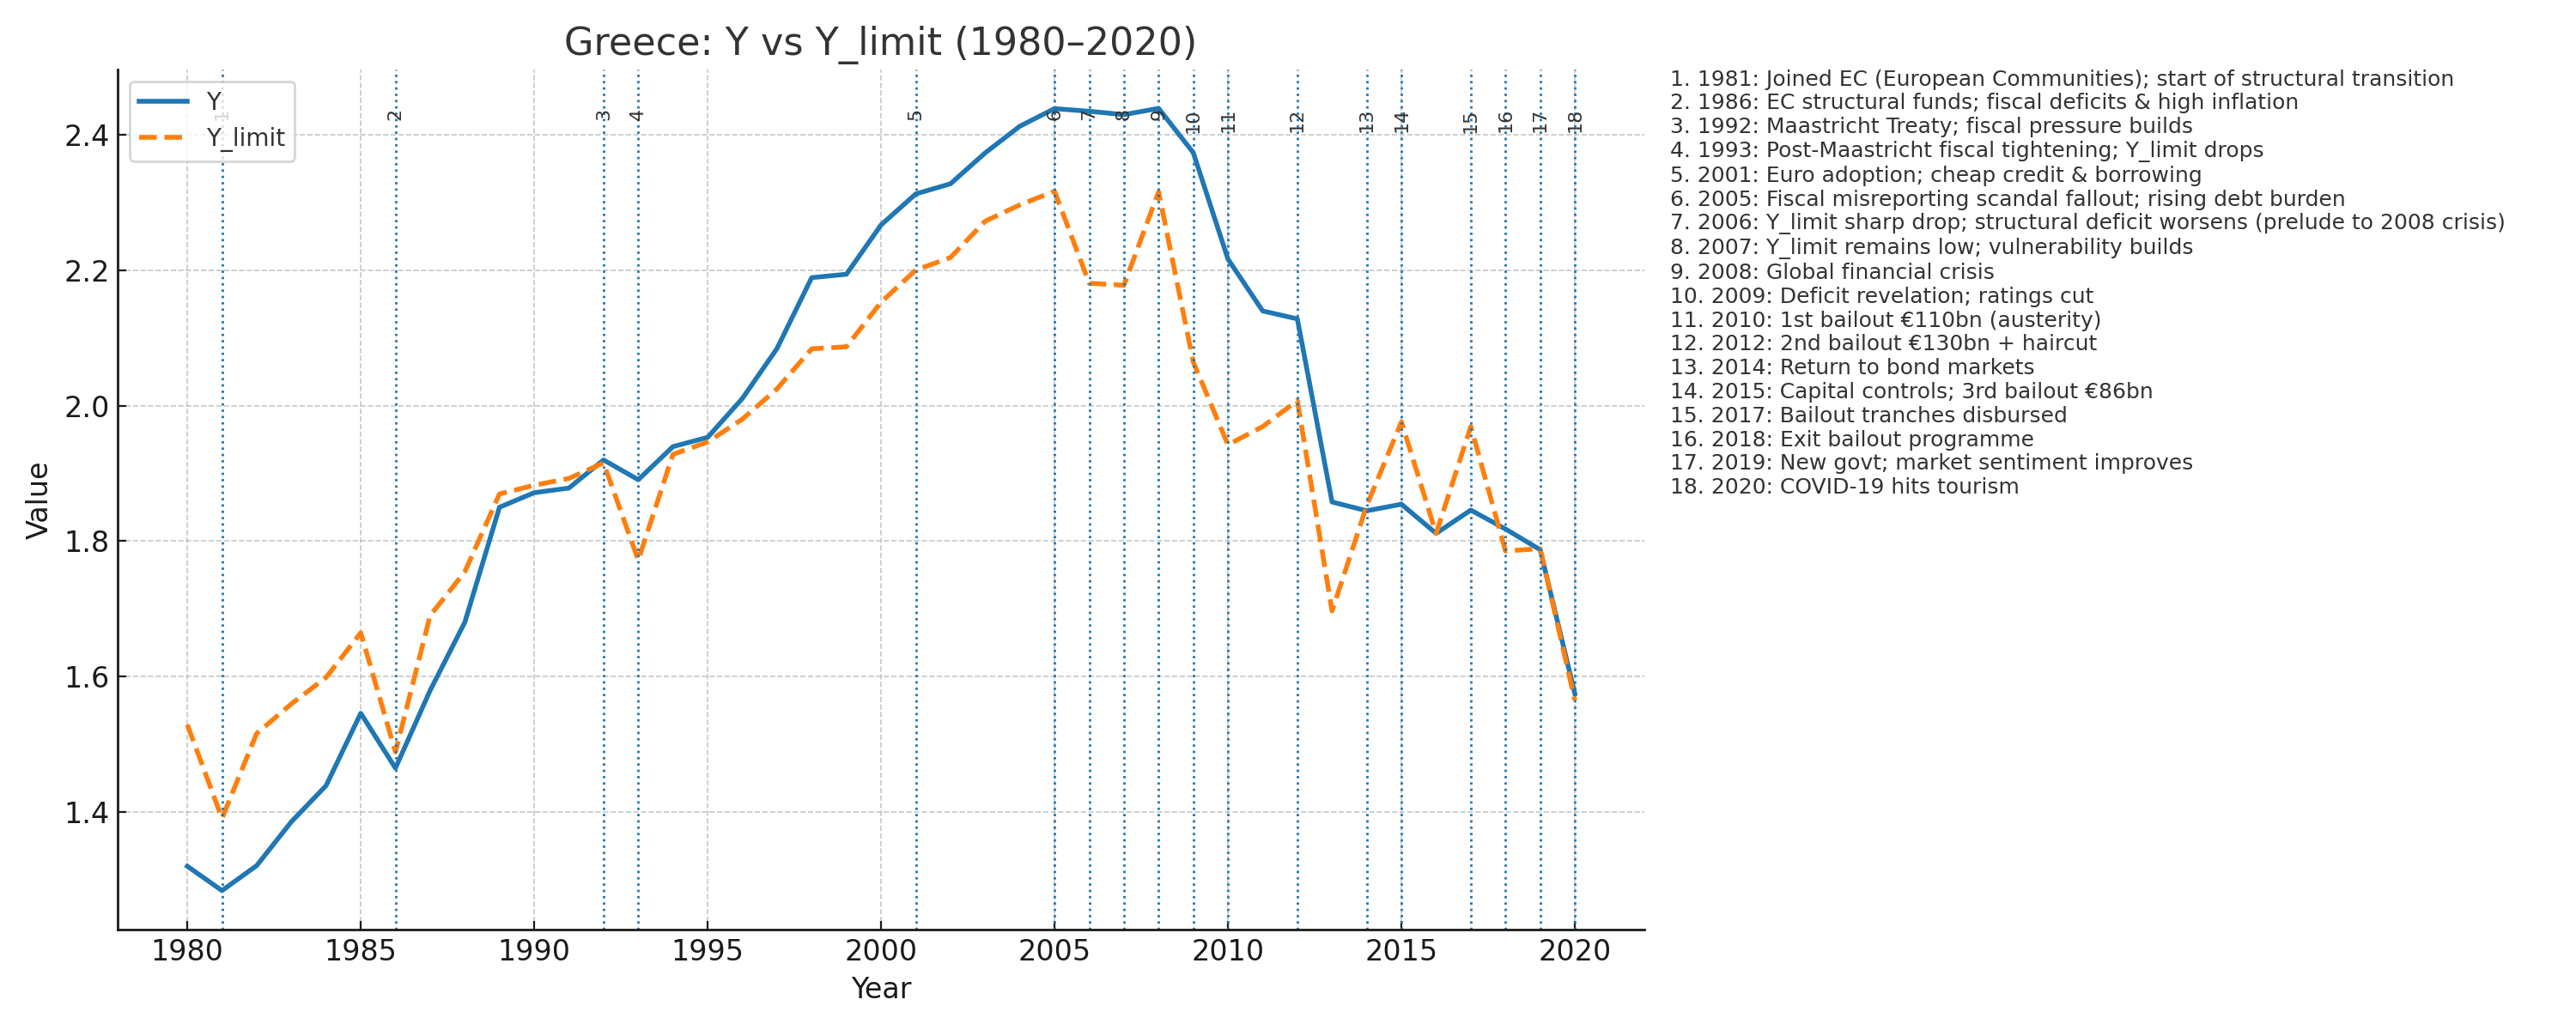 Greece: Y vs Y_limit (1980–2020)
Y
Y_limit
1 2 3 4 5 6 7 8 9 10 11 12 13 14 15 16 17 18
2.4
2.2
2.0
1.8
1.6
1.4
Value
1980 1985 1990 1995 2000 2005 2010 2015 2020
Year
1. 1981: Joined EC (European Communities); start of structural transition
2. 1986: EC structural funds; fiscal deficits & high inflation
3. 1992: Maastricht Treaty; fiscal pressure builds
4. 1993: Post-Maastricht fiscal tightening; Y_limit drops
5. 2001: Euro adoption; cheap credit & borrowing
6. 2005: Fiscal misreporting scandal fallout; rising debt burden
7. 2006: Y_limit sharp drop; structural deficit worsens (prelude to 2008 crisis)
8. 2007: Y_limit remains low; vulnerability builds
9. 2008: Global financial crisis
10. 2009: Deficit revelation; ratings cut
11. 2010: 1st bailout €110bn (austerity)
12. 2012: 2nd bailout €130bn + haircut
13. 2014: Return to bond markets
14. 2015: Capital controls; 3rd bailout €86bn
15. 2017: Bailout tranches disbursed
16. 2018: Exit bailout programme
17. 2019: New govt; market sentiment improves
18. 2020: COVID-19 hits tourism